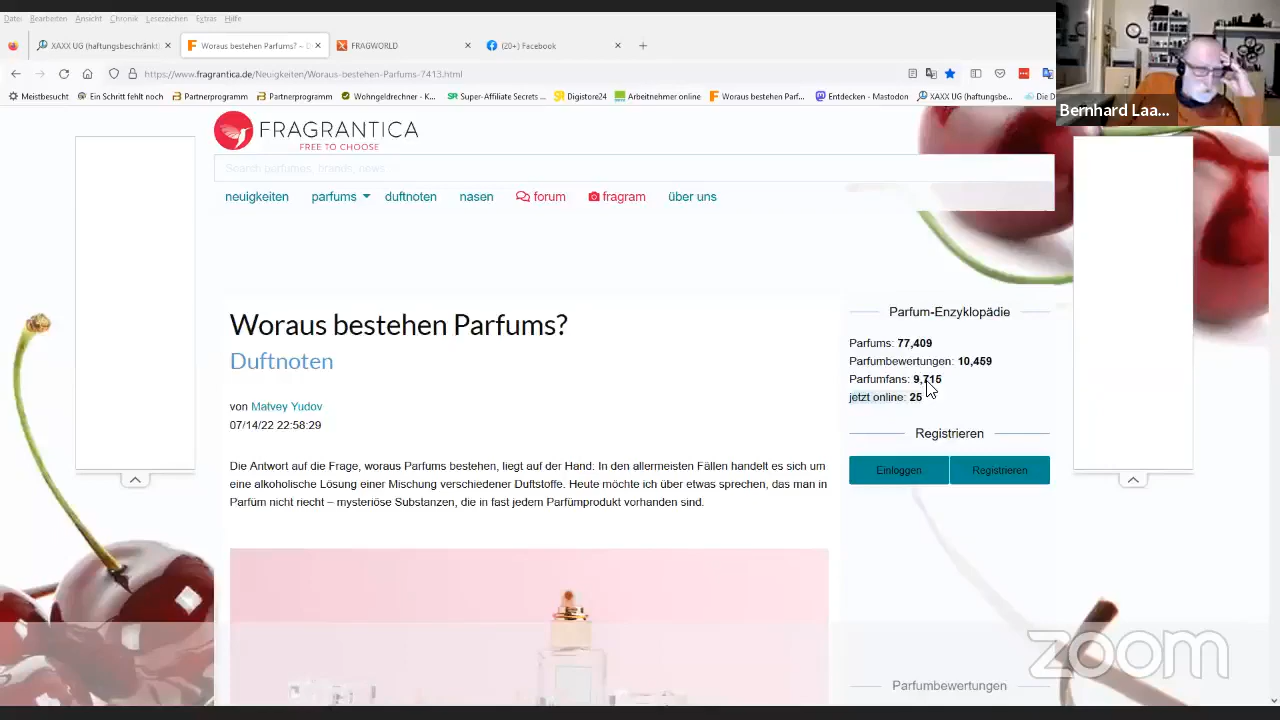 Datei Bearbeiten Ansicht Chronik Lesezeichen Extras Hilfe
XAXX UG (haftungsbeschränkt
Woraus bestehen Parfums? ~ D
FRAGWORLD
(20+) Facebook
https://www.fragrantica.de/Neuigkeiten/Woraus-bestehen-Parfums-7413.html
Meistbesucht
Ein Schritt fehlt noch
Partnerprogramm
Partnerprogramm
Wohngeldrechner - K...
Super-Affiliate Secrets ...
Digistore24
Arbeitnehmer online
Woraus bestehen Parf...
Entdecken - Mastodon
XAXX UG (haftungsbe...
Die D
Bernhard Laa...
FRAGRANTICA
FREE TO CHOOSE
Search perfumes, brands, news...
neuigkeiten parfums duftnoten nasen forum fragram über uns
Woraus bestehen Parfums?
Duftnoten
von Matvey Yudov
07/14/22 22:58:29
Die Antwort auf die Frage, woraus Parfums bestehen, liegt auf der Hand: In den allermeisten Fällen handelt es sich um
eine alkoholische Lösung einer Mischung verschiedener Duftstoffe. Heute möchte ich über etwas sprechen, das man in
Parfüm nicht riecht – mysteriöse Substanzen, die in fast jedem Parfümprodukt vorhanden sind.
Parfum-Enzyklopädie
Parfums: 77,409
Parfumbewertungen: 10,459
Parfumfans: 9,715
jetzt online: 25
Registrieren
Einloggen
Registrieren
Parfumbewertungen
zoom